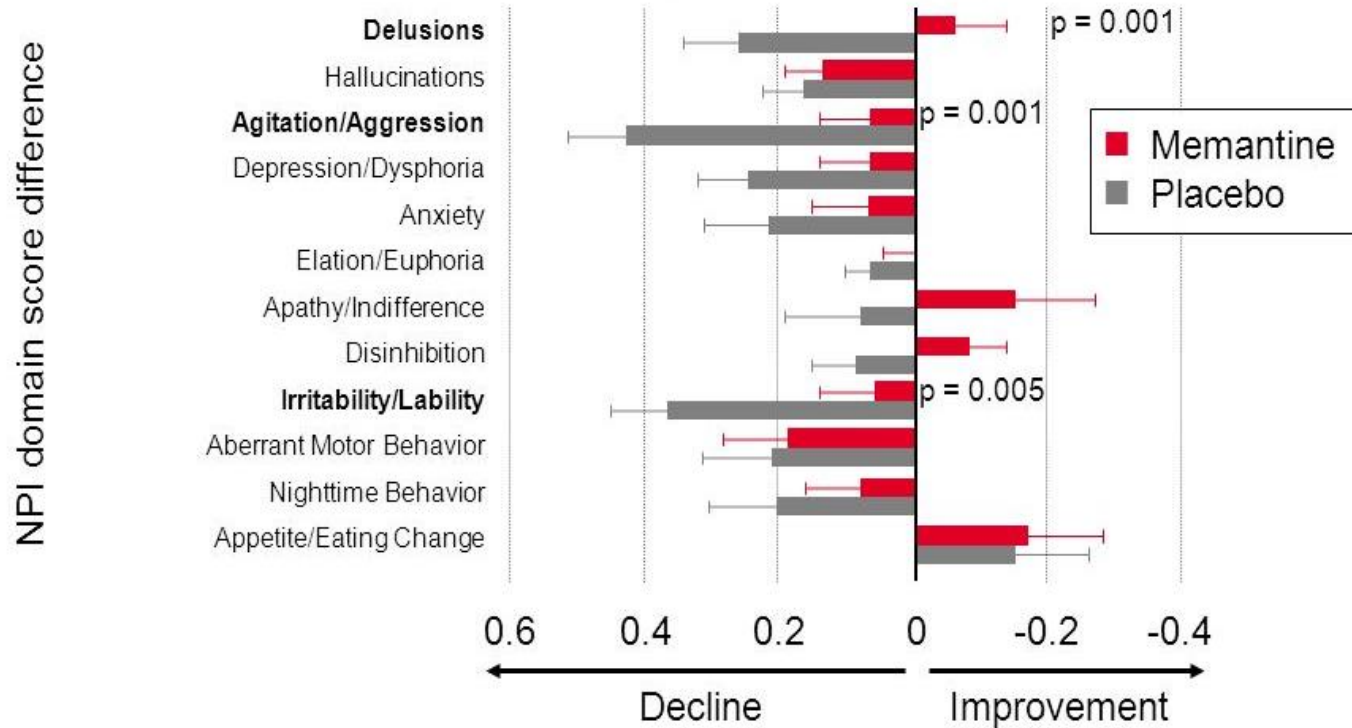 NPI domain score difference
Delusions
p = 0.001
Hallucinations
Agitation/Aggression
p = 0.001
Depression/Dysphoria
Anxiety
Elation/Euphoria
Apathy/Indifference
Disinhibition
Irritability/Lability
p = 0.005
Aberrant Motor Behavior
Nighttime Behavior
Appetite/Eating Change
Memantine
Placebo
0.6 0.4 0.2 0 -0.2 -0.4
Decline Improvement